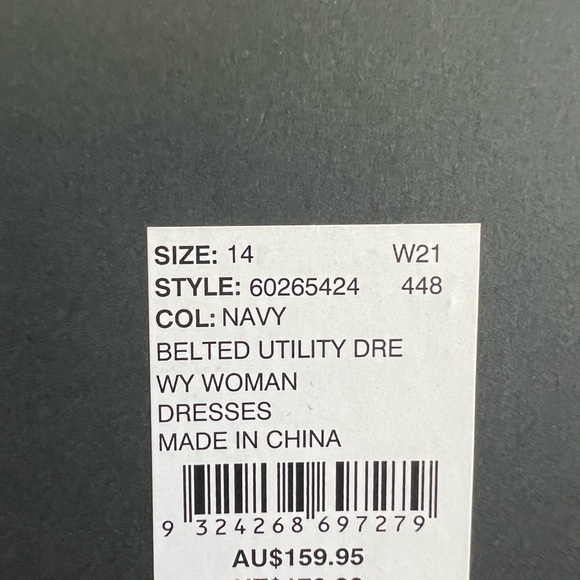 SIZE: 14 W21
STYLE: 60265424 448
COL: NAVY
BELTED UTILITY DRE
WY WOMAN
DRESSES
MADE IN CHINA
9 324268 697279
AU$159.95